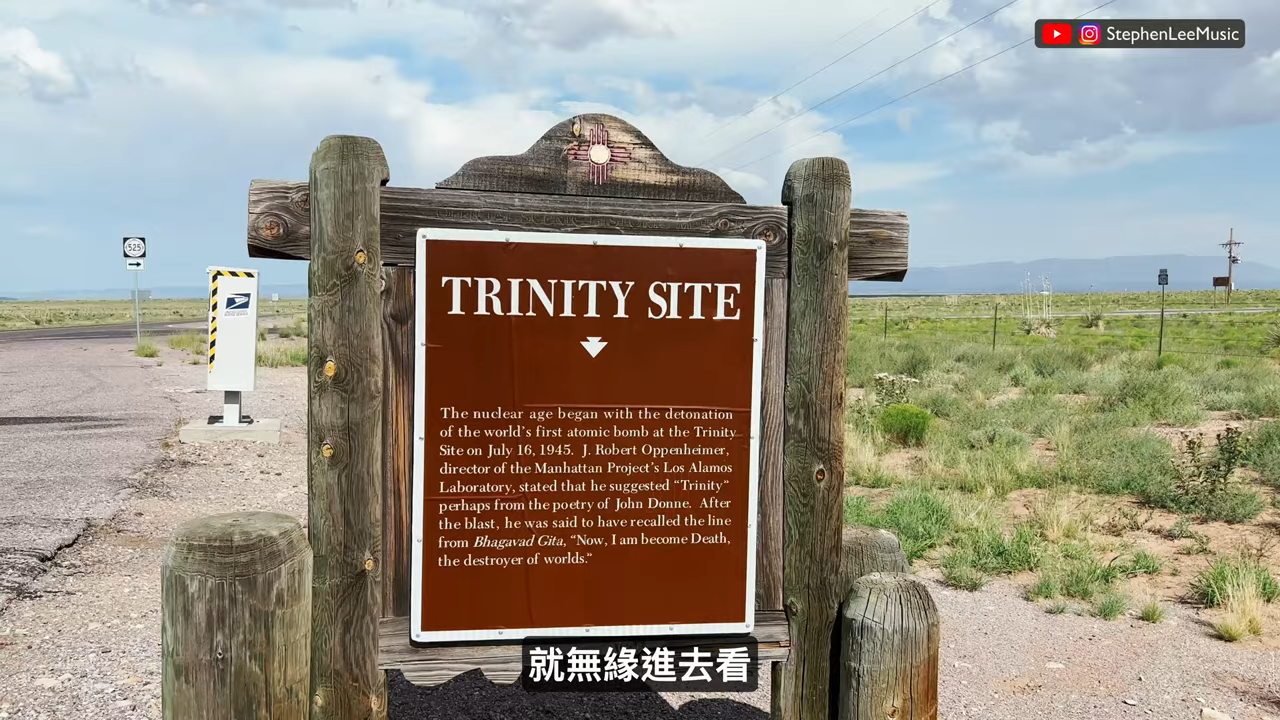 StephenLeeMusic
525
TRINITY SITE
The nuclear age began with the detonation
of the world's first atomic bomb at the Trinity
Site on July 16, 1945. J. Robert Oppenheimer,
director of the Manhattan Project's Los Alamos
Laboratory, stated that he suggested "Trinity"
perhaps from the poetry of John Donne. After
the blast, he was said to have recalled the line
from Bhagavad Gita, "Now, I am become Death,
the destroyer of worlds."
就無緣進去看